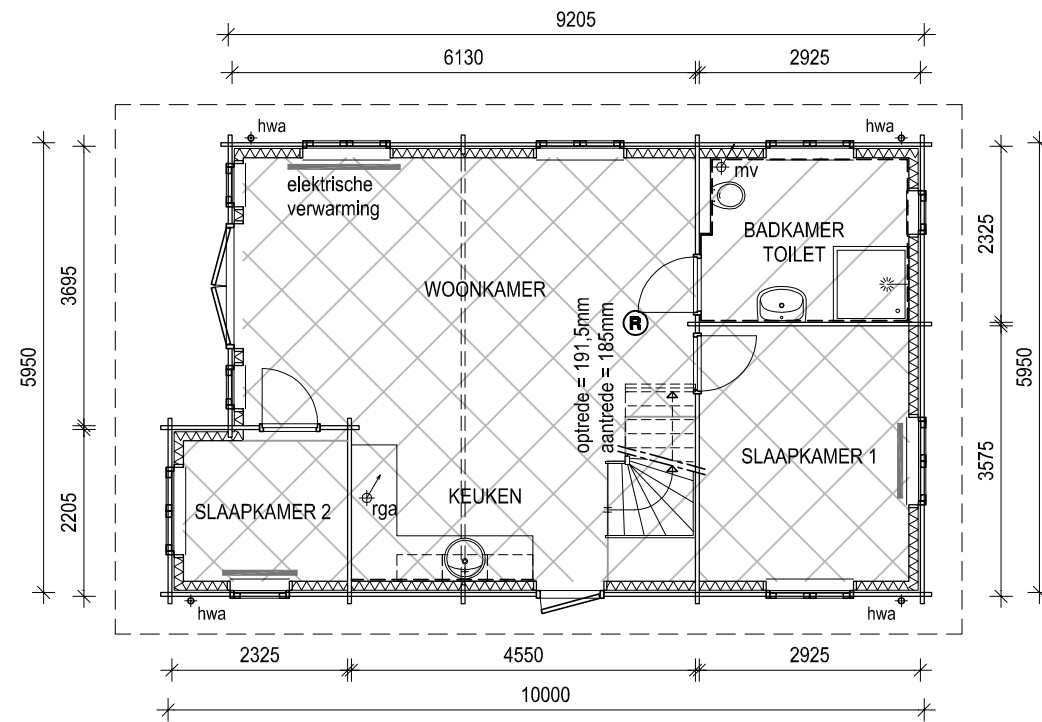 9205
6130
2925
hwa
hwa
elektrische
verwarming
mv
BADKAMER
TOILET
WOONKAMER
R
optrede = 191,5mm
aantrede = 185mm
5950
3695
2205
2325
3575
5950
SLAAPKAMER 1
SLAAPKAMER 2
KEUKEN
rga
hwa
hwa
2325
4550
2925
10000